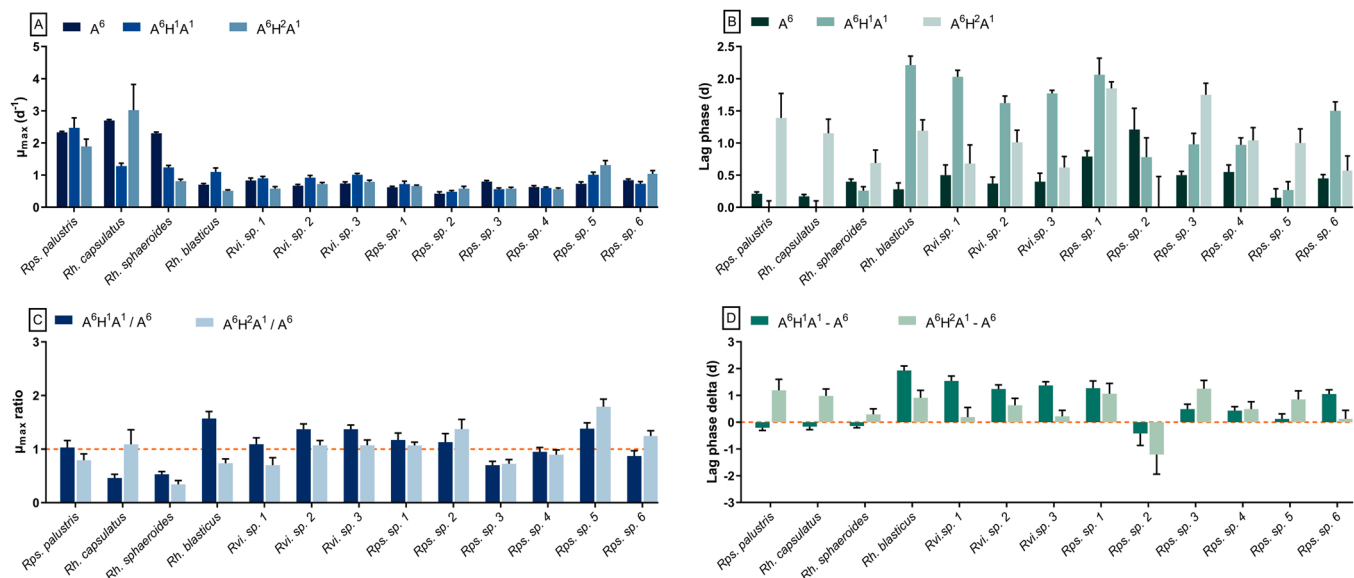 A
A⁶ A⁶H¹A¹ A⁶H²A¹
μmax (d⁻¹)
5
4
3
2
1
0
Rps. palustris
Rh. capsulatus
Rh. sphaeroides
Rh. blasticus
Rvi. sp. 1
Rvi. sp. 2
Rvi. sp. 3
Rps. sp. 1
Rps. sp. 2
Rps. sp. 3
Rps. sp. 4
Rps. sp. 5
Rps. sp. 6
B
A⁶ A⁶H¹A¹ A⁶H²A¹
Lag phase (d)
2.5
2.0
1.5
1.0
0.5
0.0
Rps. palustris
Rh. capsulatus
Rh. sphaeroides
Rh. blasticus
Rvi. sp. 1
Rvi. sp. 2
Rvi.sp. 3
Rps. sp. 1
Rps. sp. 2
Rps. sp. 3
Rps. sp. 4
Rps. sp. 5
Rps. sp. 6
C
A⁶H¹A¹ / A⁶ A⁶H²A¹ / A⁶
μmax ratio
3
2
1
0
Rps. palustris
Rh. capsulatus
Rh. sphaeroides
Rh. blasticus
Rvi. sp. 1
Rvi. sp. 2
Rvi. sp. 3
Rps. sp. 1
Rps. sp. 2
Rps. sp. 3
Rps. sp. 4
Rps. sp. 5
Rps. sp. 6
D
A⁶H¹A¹ - A⁶ A⁶H²A¹ - A⁶
Lag phase delta (d)
3
2
1
0
-1
-2
-3
Rps. palustris
Rh. capsulatus
Rh. sphaeroides
Rh. blasticus
Rvi.sp. 1
Rvi. sp. 2
Rvi.sp. 3
Rps. sp. 1
Rps. sp. 2
Rps. sp. 3
Rps. sp. 4
Rps. sp. 5
Rps. sp. 6